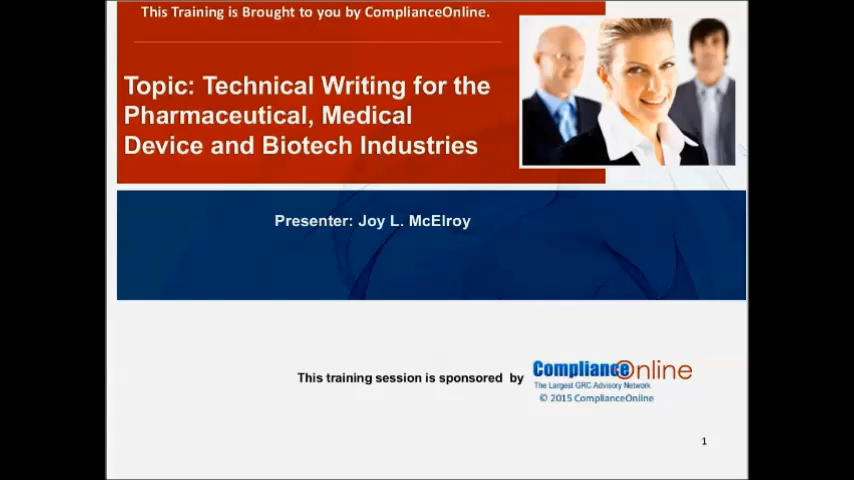 This Training is Brought to you by ComplianceOnline.
Topic: Technical Writing for the
Pharmaceutical, Medical
Device and Biotech Industries
Presenter: Joy L. McElroy
This training session is sponsored by
ComplianceOnline
The Largest GRC Advisory Network
© 2015 ComplianceOnline
1